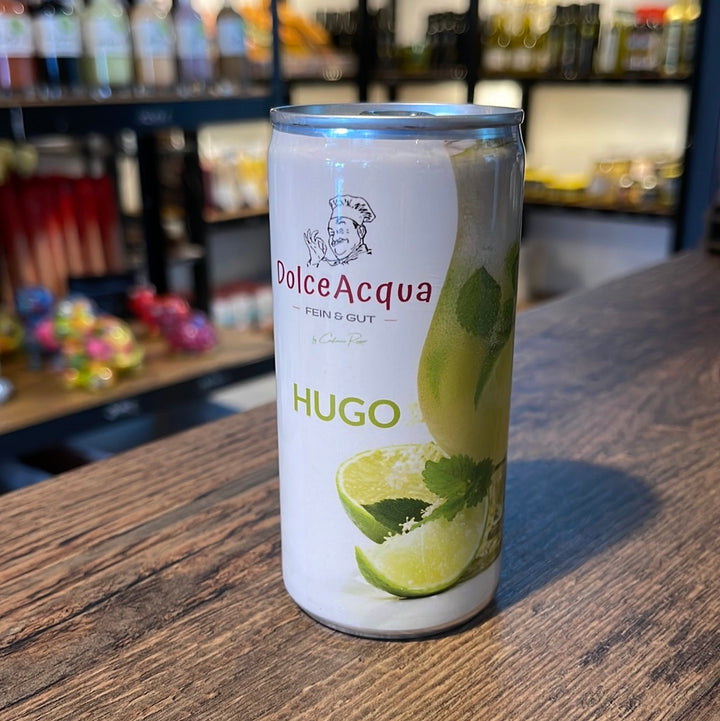 DolceAcqua
— FEIN & GUT —
HUGO